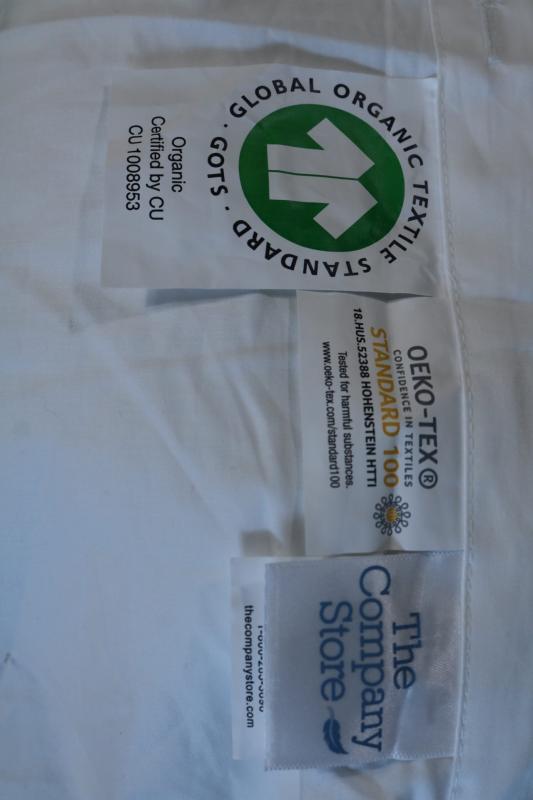 GLOBAL ORGANIC TEXTILE STANDARD · GOTS ·
Organic
Certified by CU
CU 1008953
OEKO-TEX®
CONFIDENCE IN TEXTILES
STANDARD 100
18.HUS.52388 HOHENSTEIN HTTI
Tested for harmful substances.
www.oeko-tex.com/standard100
The
Company
Store
thecompanystore.com